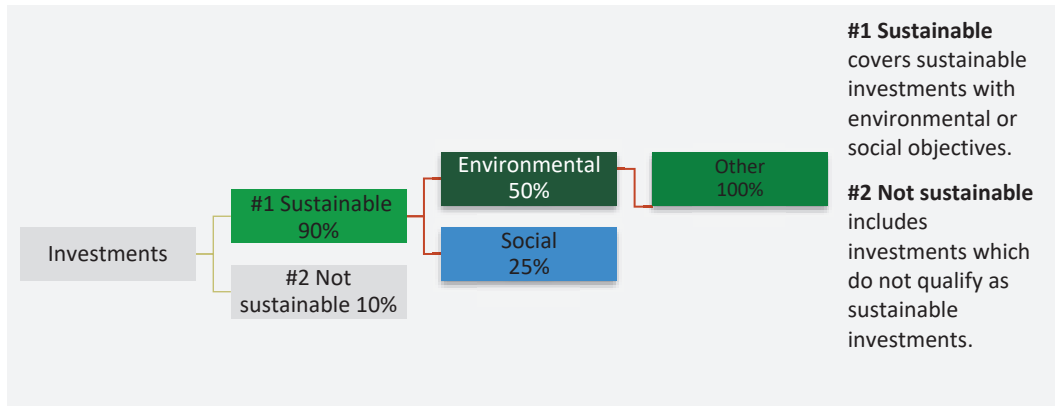 Investments
#1 Sustainable
90%
#2 Not
sustainable 10%
Environmental
50%
Social
25%
Other
100%
#1 Sustainable
covers sustainable
investments with
environmental or
social objectives.
#2 Not sustainable
includes
investments which
do not qualify as
sustainable
investments.